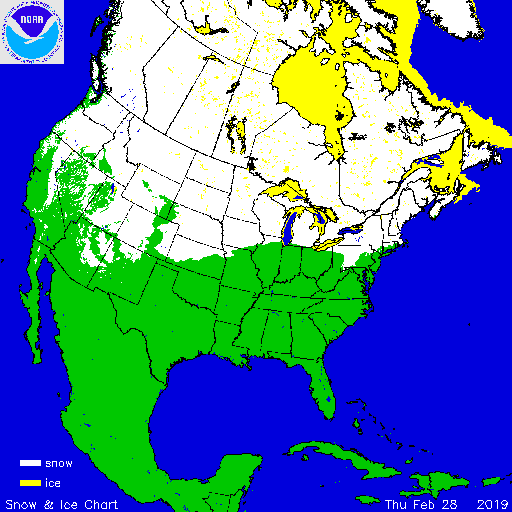 NOAA
snow
ice
Snow & Ice Chart
Thu Feb 28 2019